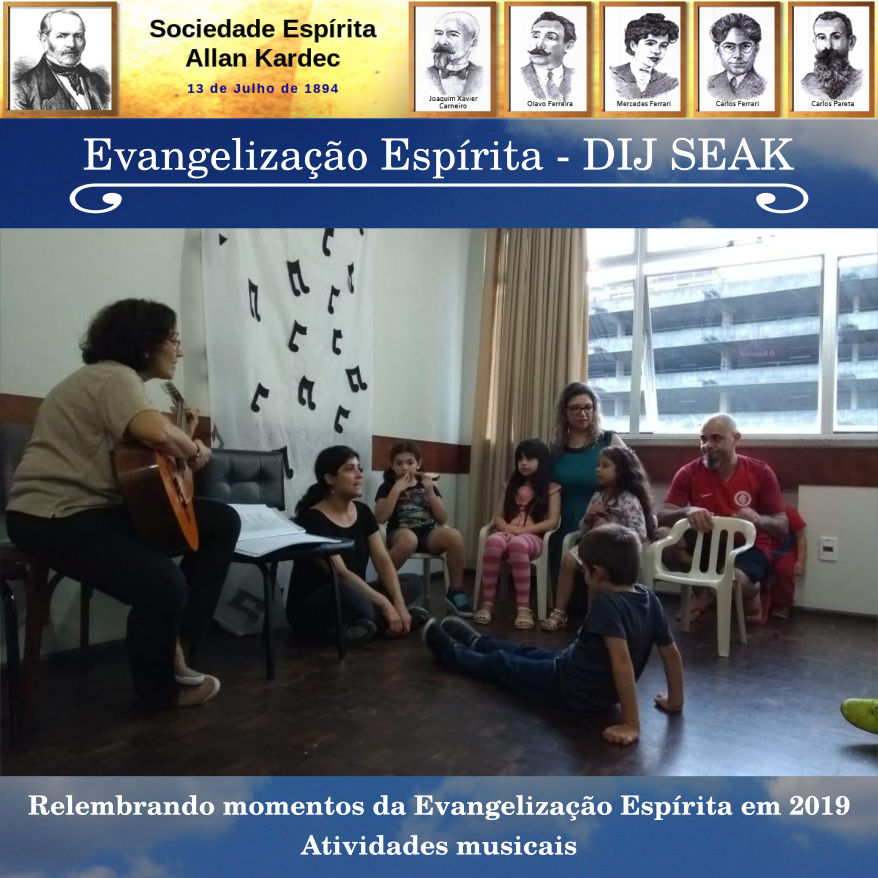 Sociedade Espírita
Allan Kardec
13 de Julho de 1894
Joaquim Xavier
Carneiro
Olavo Ferreira
Mercedes Ferrari
Carlos Ferrari
Carlos Pareta
Evangelização Espírita - DIJ SEAK
Relembrando momentos da Evangelização Espírita em 2019
Atividades musicais